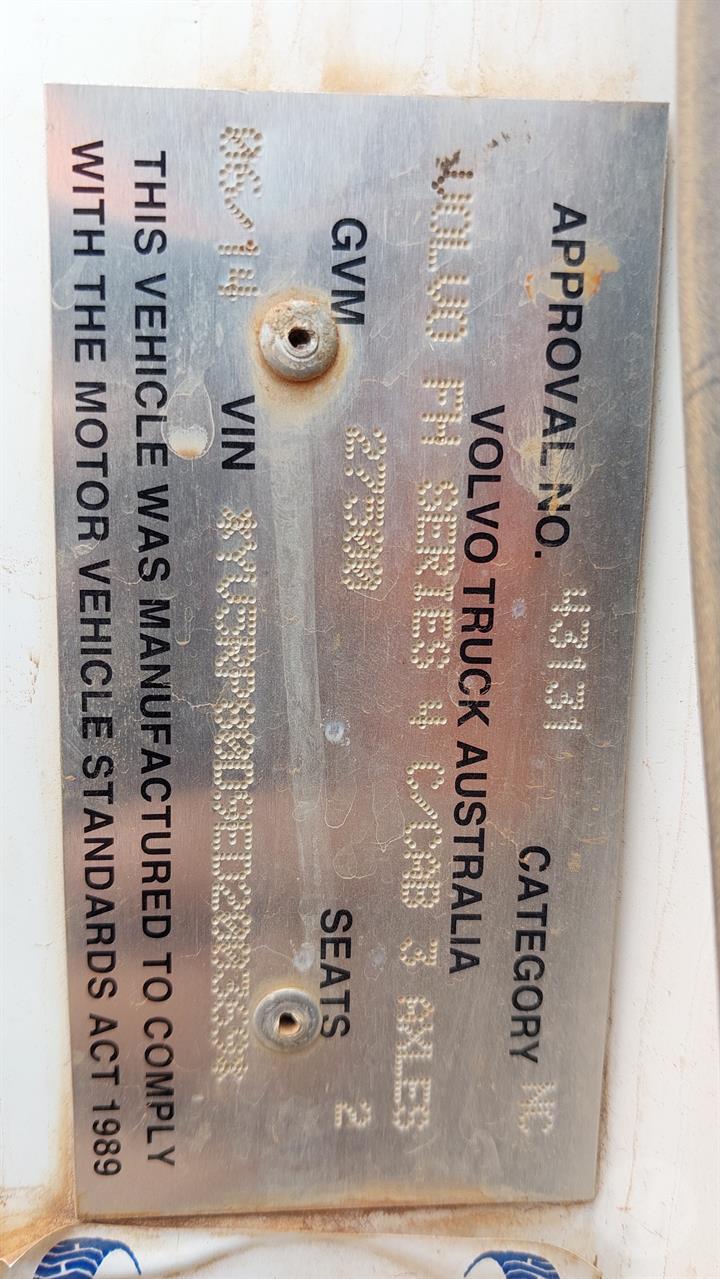 APPROVAL NO. 43131 CATEGORY NC
VOLVO TRUCK AUSTRALIA
VOLVO FM SERIES 4 C/CAB 3 AXLES
GVM 27500 SEATS 2
06/14 VIN
THIS VEHICLE WAS MANUFACTURED TO COMPLY
WITH THE MOTOR VEHICLE STANDARDS ACT 1989